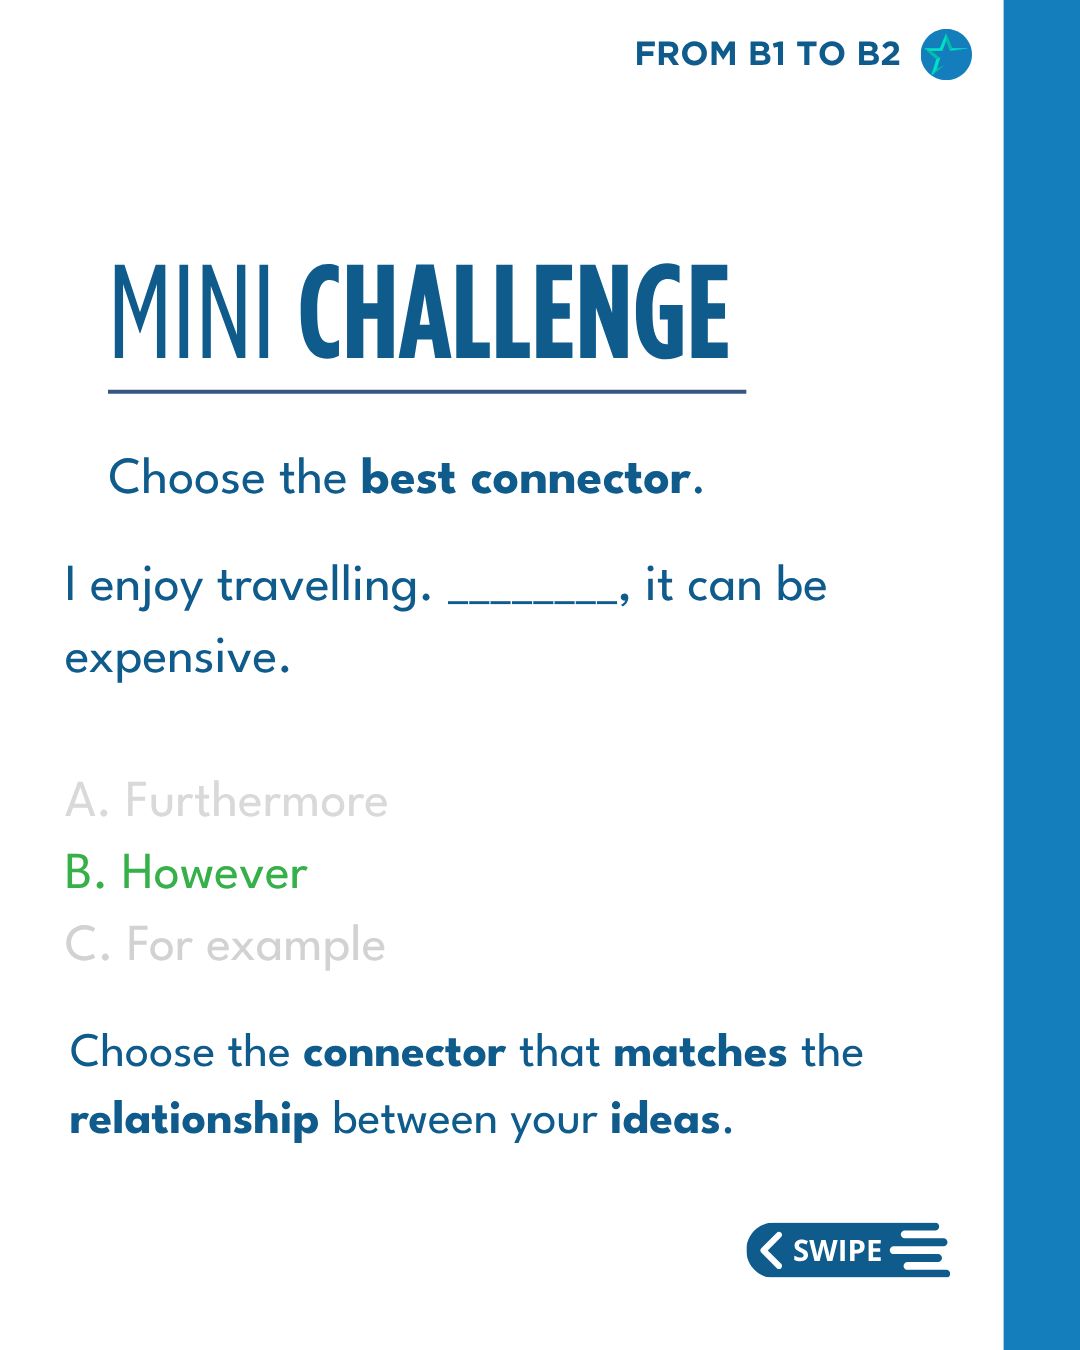 FROM B1 TO B2
MINI CHALLENGE
Choose the best connector.
I enjoy travelling. ________, it can be
expensive.
A. Furthermore
B. However
C. For example
Choose the connector that matches the
relationship between your ideas.
SWIPE